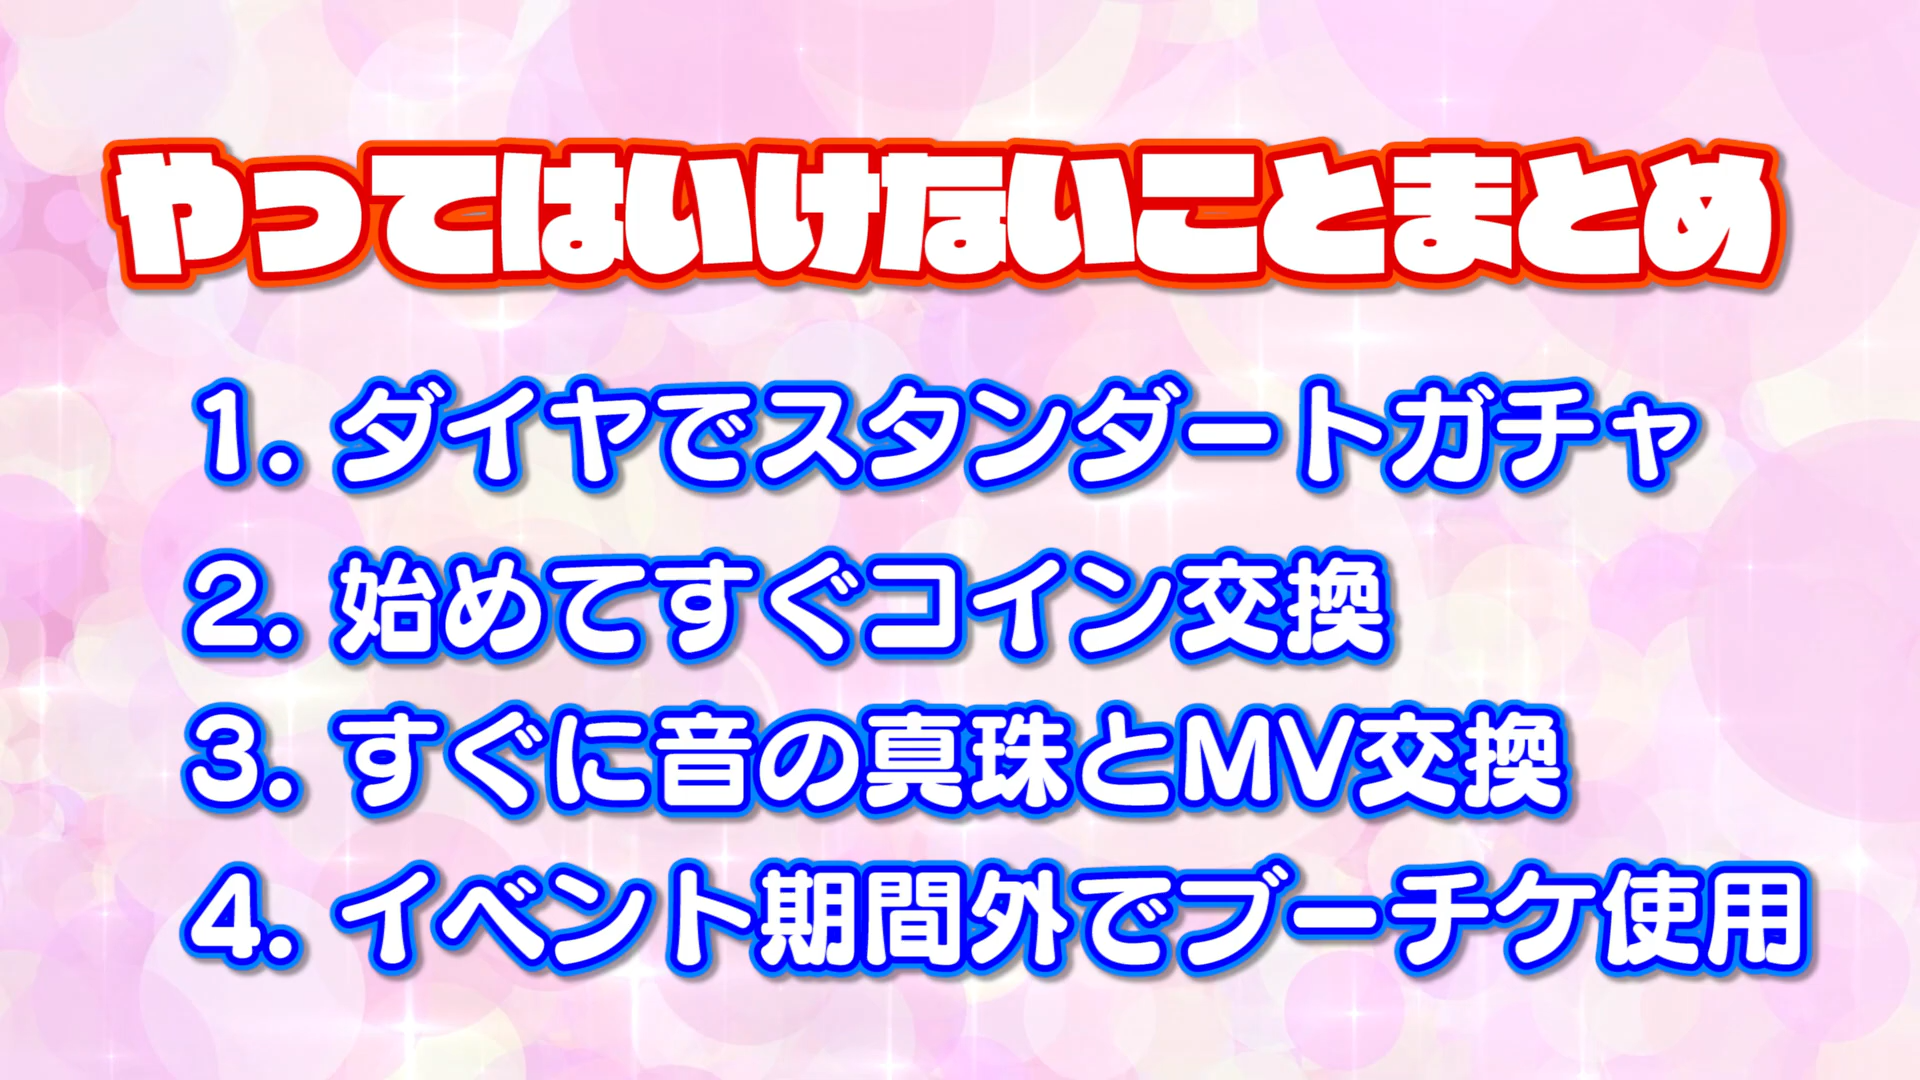 やってはいけないことまとめ
1. ダイヤでスタンダートガチャ
2. 始めてすぐコイン交換
3. すぐに音の真珠とMV交換
4. イベント期間外でブーチケ使用